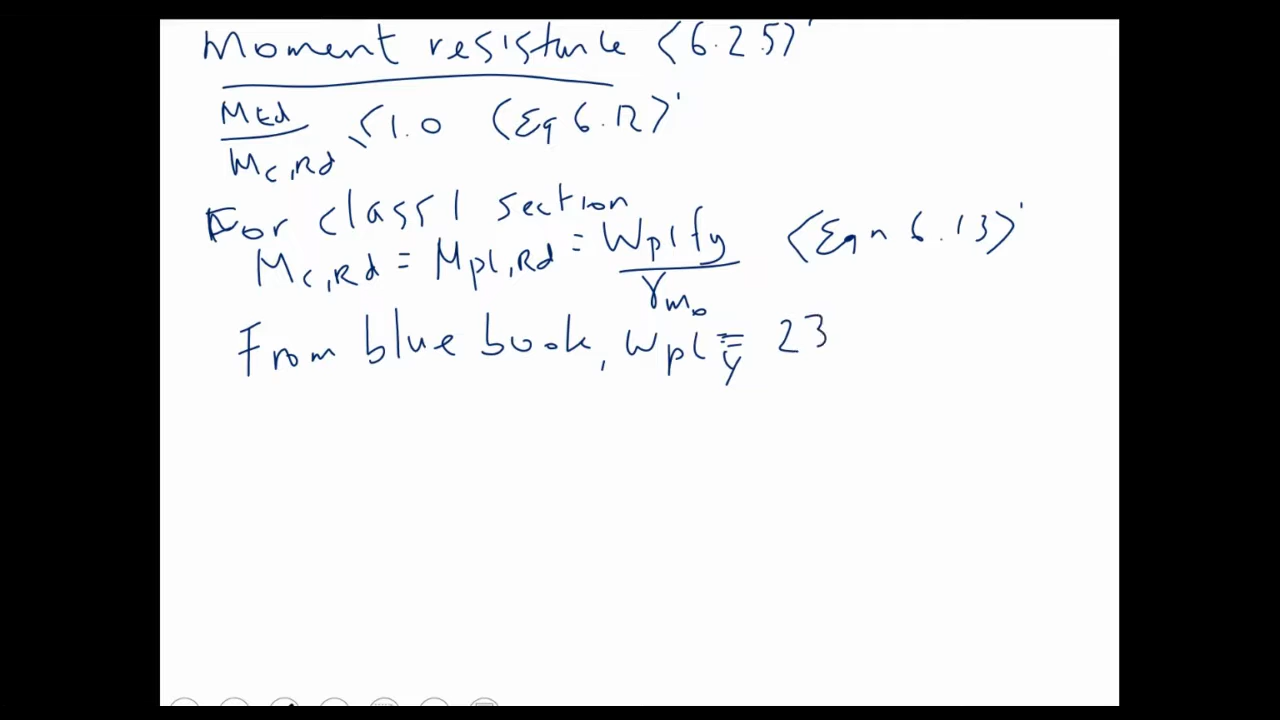 Moment resistance <6.2.5>
MEd
Mc,Rd ≤ 1.0 <Eq 6.12>
For class 1 section
Mc,Rd = Mpl,Rd = Wpl fy <Eqn 6.13>
γm0
From blue book, Wpl y = 23